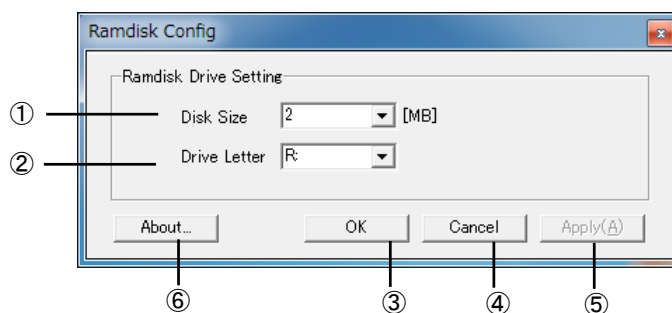 Ramdisk Config
Ramdisk Drive Setting
① Disk Size 2 [MB]
② Drive Letter R:
About... OK Cancel Apply(A)
⑥ ③ ④ ⑤